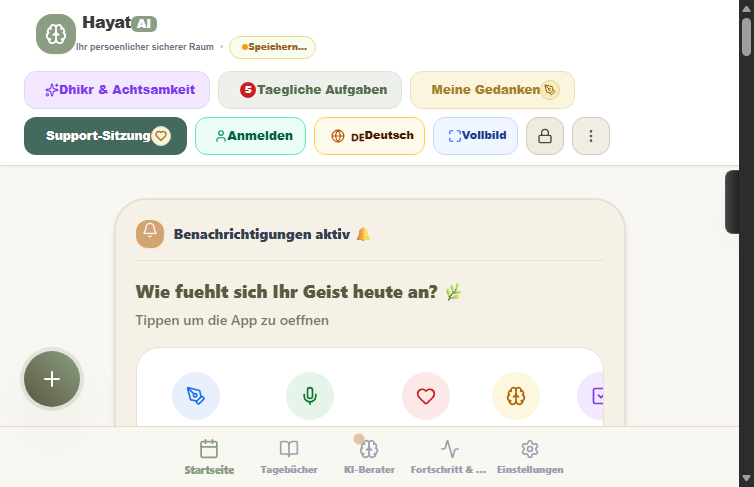 Hayat AI
Ihr persoenlicher sicherer Raum • Speichern...
Dhikr & Achtsamkeit
5 Taegliche Aufgaben
Meine Gedanken
Support-Sitzung
Anmelden
DE Deutsch
Vollbild
Benachrichtigungen aktiv 🔔
Wie fuehlt sich Ihr Geist heute an? 🌿
Tippen um die App zu oeffnen
Startseite
Tagebücher
KI-Berater
Fortschritt & ...
Einstellungen